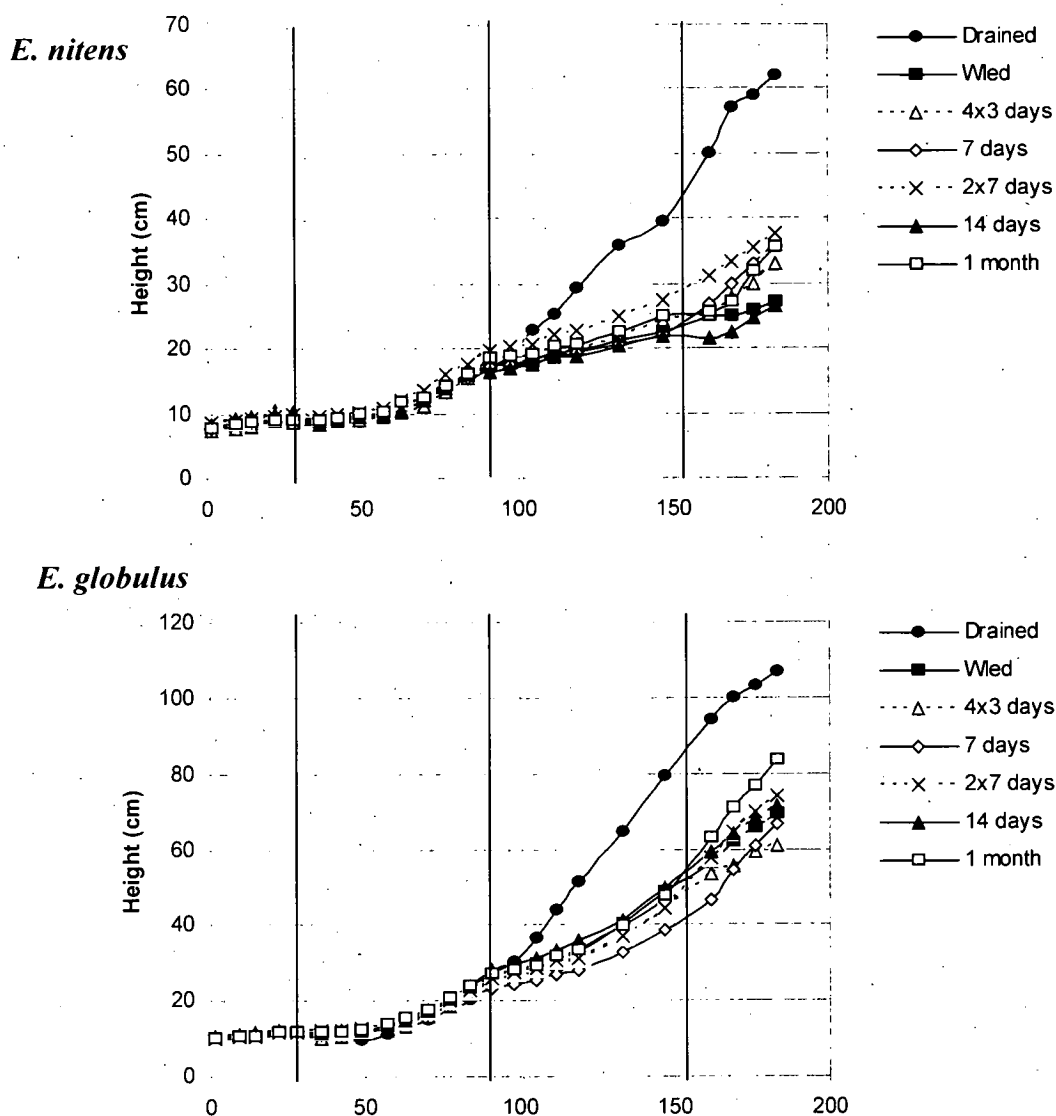 E. nitens
70
60
50
40
30
20
10
0
Height (cm)
0 50 100 150 200
Drained
Wled
4x3 days
7 days
2x7 days
14 days
1 month
E. globulus
120
100
80
60
40
20
0
Height (cm)
0 50 100 150 200
Drained
Wled
4x3 days
7 days
2x7 days
14 days
1 month